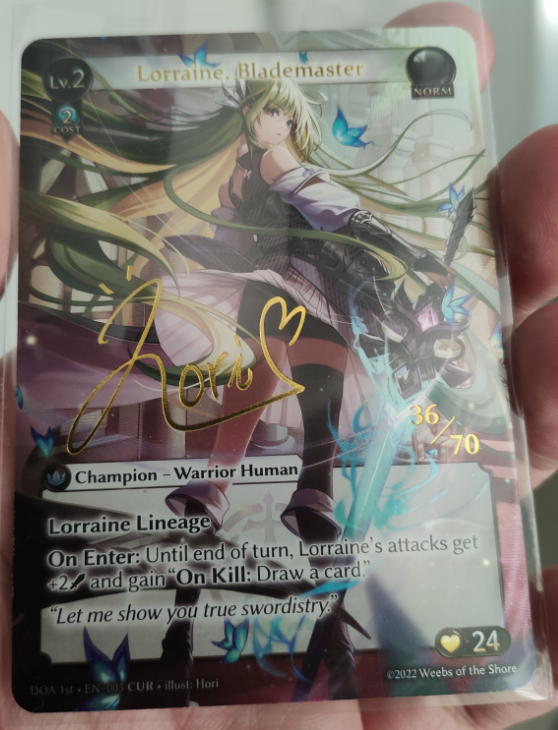 Lv.2
Lorraine, Blademaster
NORM
2
COST
Hori
36/70
Champion – Warrior Human
Lorraine Lineage
On Enter: Until end of turn, Lorraine's attacks get
+2 and gain "On Kill: Draw a card."
"Let me show you true swordistry."
24
©2022 Weebs of the Shore
DOA 1st • EN-005 CUR • illust: Hori